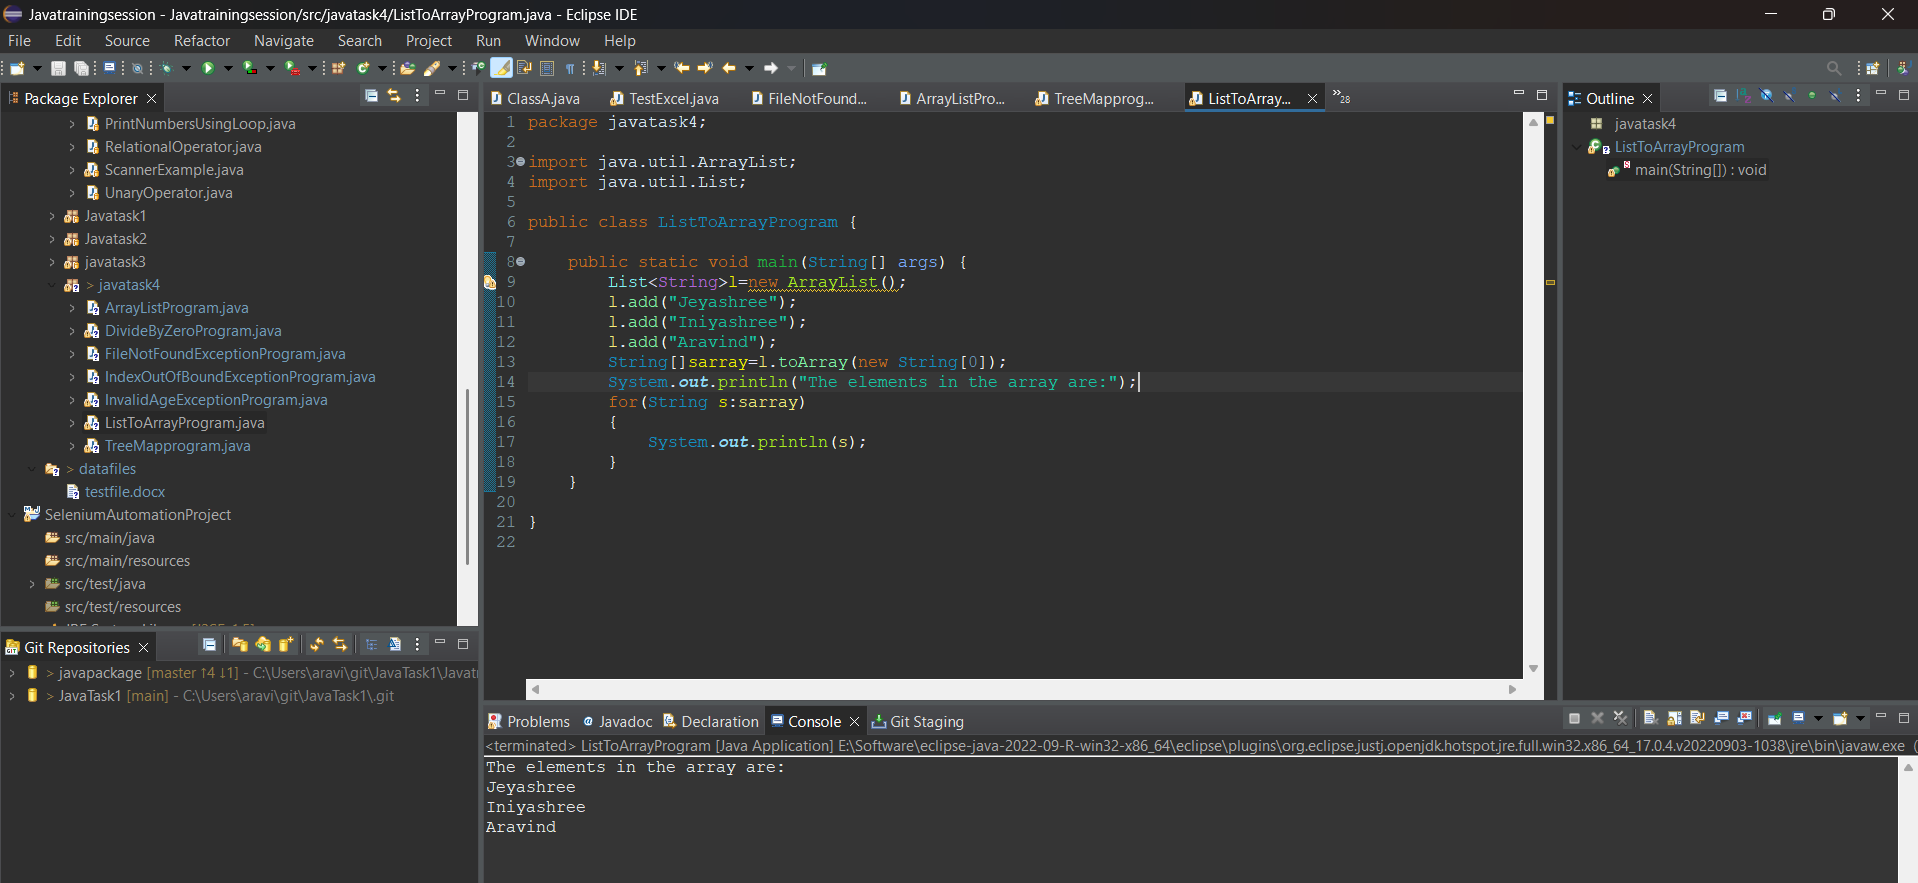 Javatrainingsession - Javatrainingsession/src/javatask4/ListToArrayProgram.java - Eclipse IDE
File Edit Source Refactor Navigate Search Project Run Window Help
Package Explorer
PrintNumbersUsingLoop.java
RelationalOperator.java
ScannerExample.java
UnaryOperator.java
Javatask1
Javatask2
javatask3
> javatask4
ArrayListProgram.java
DivideByZeroProgram.java
FileNotFoundExceptionProgram.java
IndexOutOfBoundExceptionProgram.java
InvalidAgeExceptionProgram.java
ListToArrayProgram.java
TreeMapprogram.java
> datafiles
testfile.docx
SeleniumAutomationProject
src/main/java
src/main/resources
src/test/java
src/test/resources
Git Repositories
> javapackage [master ↑4 ↓1] - C:\Users\aravi\git\JavaTask1\Javatr
> JavaTask1 [main] - C:\Users\aravi\git\JavaTask1\.git
ClassA.java TestExcel.java FileNotFound... ArrayListPro... TreeMapprog... ListToArray... »28
1 package javatask4;
2
3 import java.util.ArrayList;
4 import java.util.List;
5
6 public class ListToArrayProgram {
7
8 public static void main(String[] args) {
9 List<String>l=new ArrayList();
10 l.add("Jeyashree");
11 l.add("Iniyashree");
12 l.add("Aravind");
13 String[]sarray=l.toArray(new String[0]);
14 System.out.println("The elements in the array are:");
15 for(String s:sarray)
16 {
17 System.out.println(s);
18 }
19 }
20
21 }
22
Outline
javatask4
ListToArrayProgram
main(String[]) : void
Problems Javadoc Declaration Console Git Staging
<terminated> ListToArrayProgram [Java Application] E:\Software\eclipse-java-2022-09-R-win32-x86_64\eclipse\plugins\org.eclipse.justj.openjdk.hotspot.jre.full.win32.x86_64_17.0.4.v20220903-1038\jre\bin\javaw.exe (
The elements in the array are:
Jeyashree
Iniyashree
Aravind